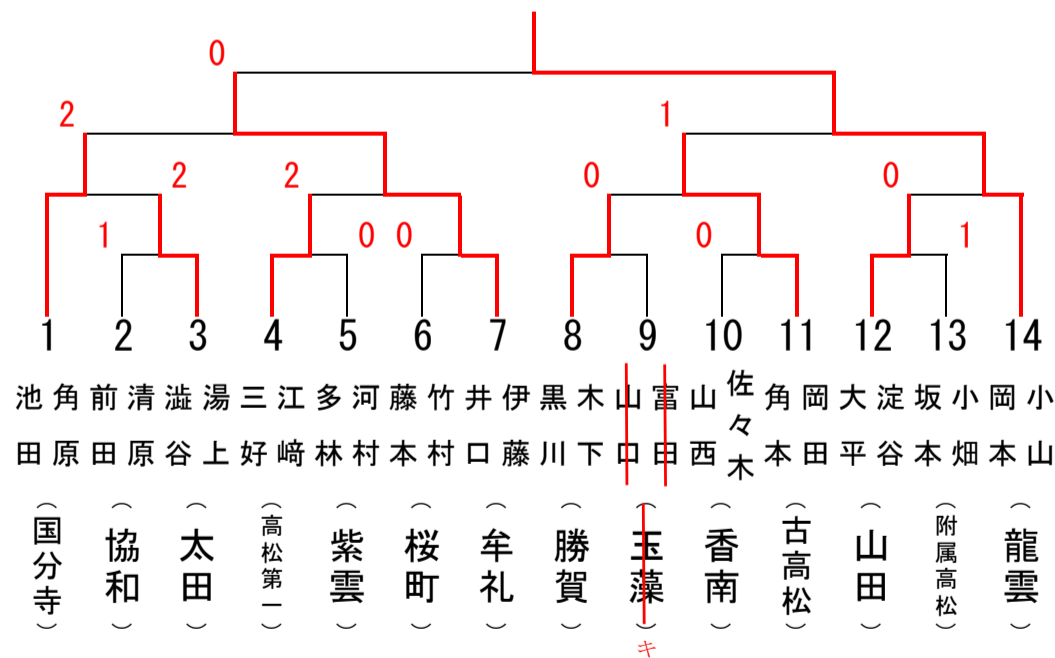 0
2
1
2
2
0
0
1
0
0
0
1
1
2
3
4
5
6
7
8
9
10
11
12
13
14
池田
角原
前田
清原
澁谷
湯上
三好
江﨑
多林
河村
藤本
竹村
井口
伊藤
黒川
木下
山口
富田
山西
佐々木
角本
岡田
大平
淀谷
坂本
小畑
岡本
小山
（国分寺）
（協和）
（太田）
（高松第一）
（紫雲）
（桜町）
（牟礼）
（勝賀）
（玉藻）
（香南）
（古高松）
（山田）
（附属高松）
（龍雲）
キ